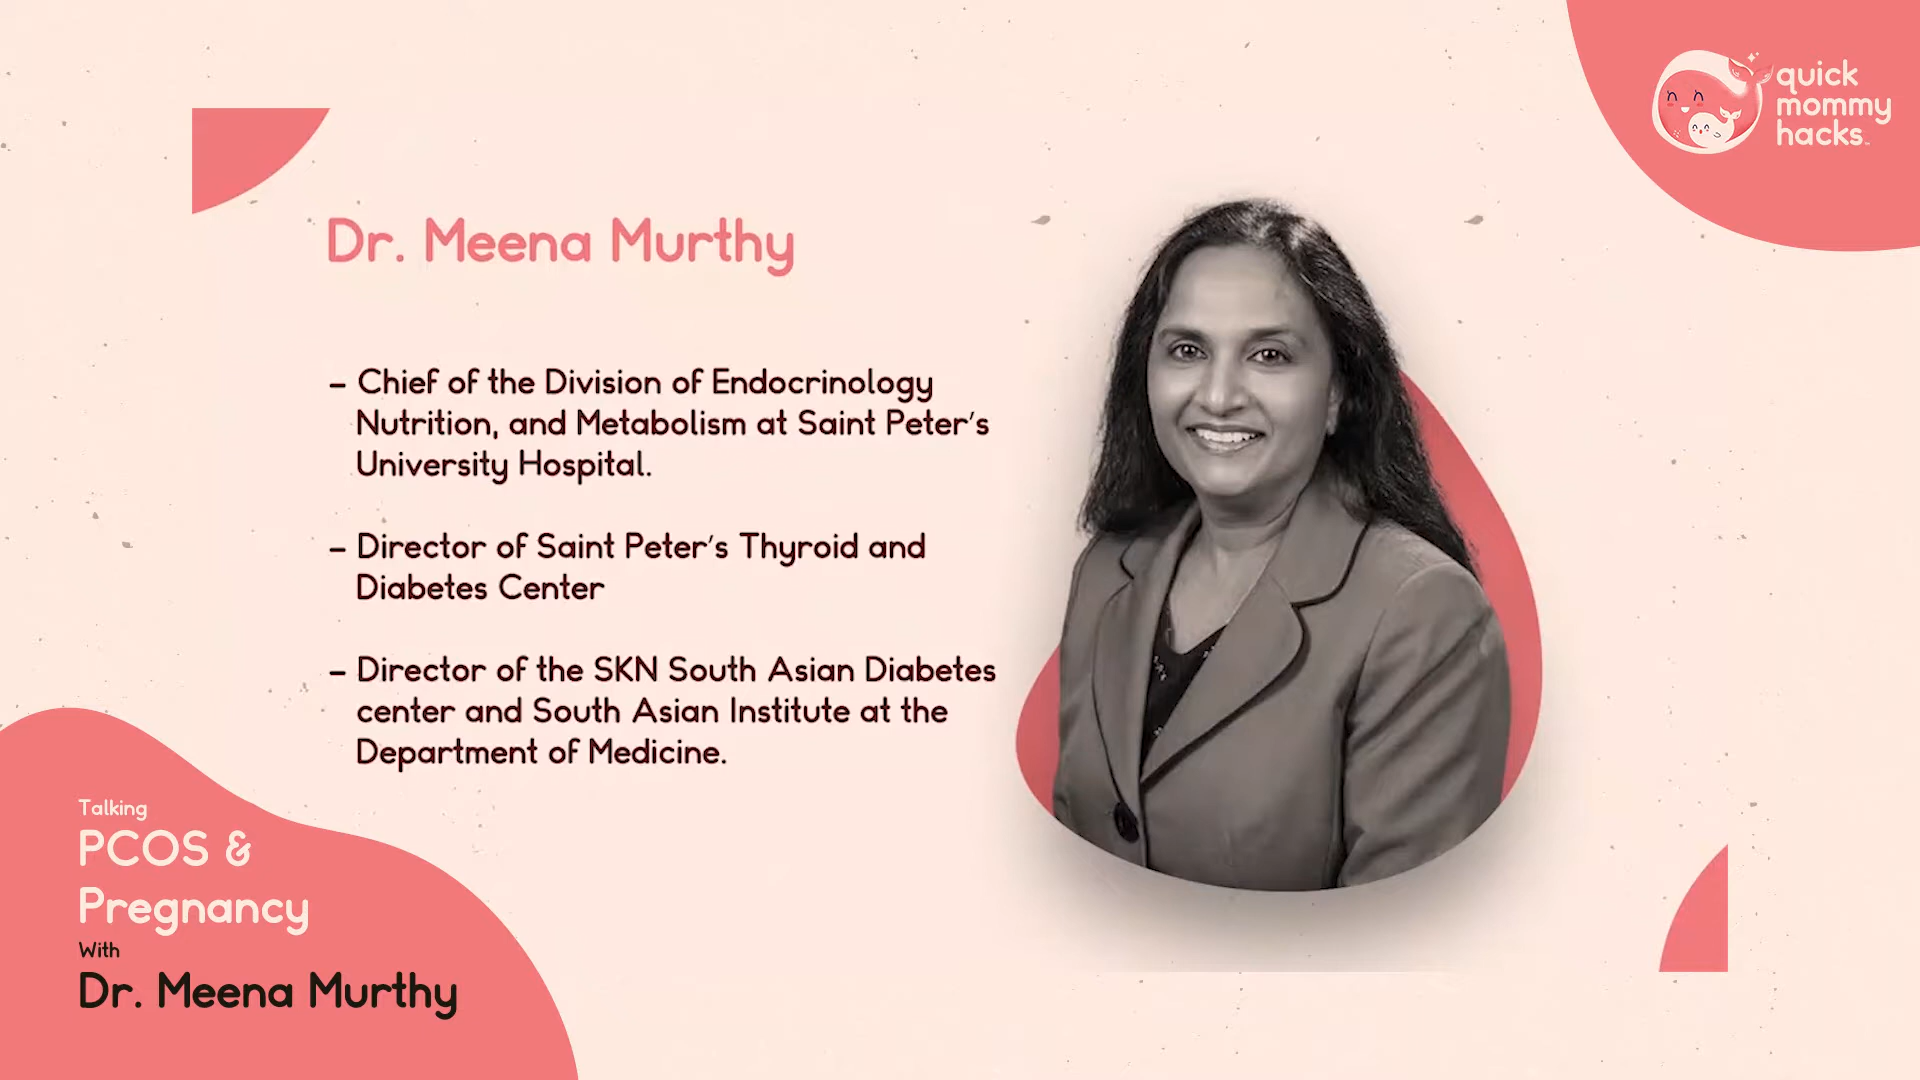 quick
mommy
hacks
Dr. Meena Murthy
– Chief of the Division of Endocrinology
Nutrition, and Metabolism at Saint Peter's
University Hospital.
– Director of Saint Peter's Thyroid and
Diabetes Center
– Director of the SKN South Asian Diabetes
center and South Asian Institute at the
Department of Medicine.
Talking
PCOS &
Pregnancy
With
Dr. Meena Murthy